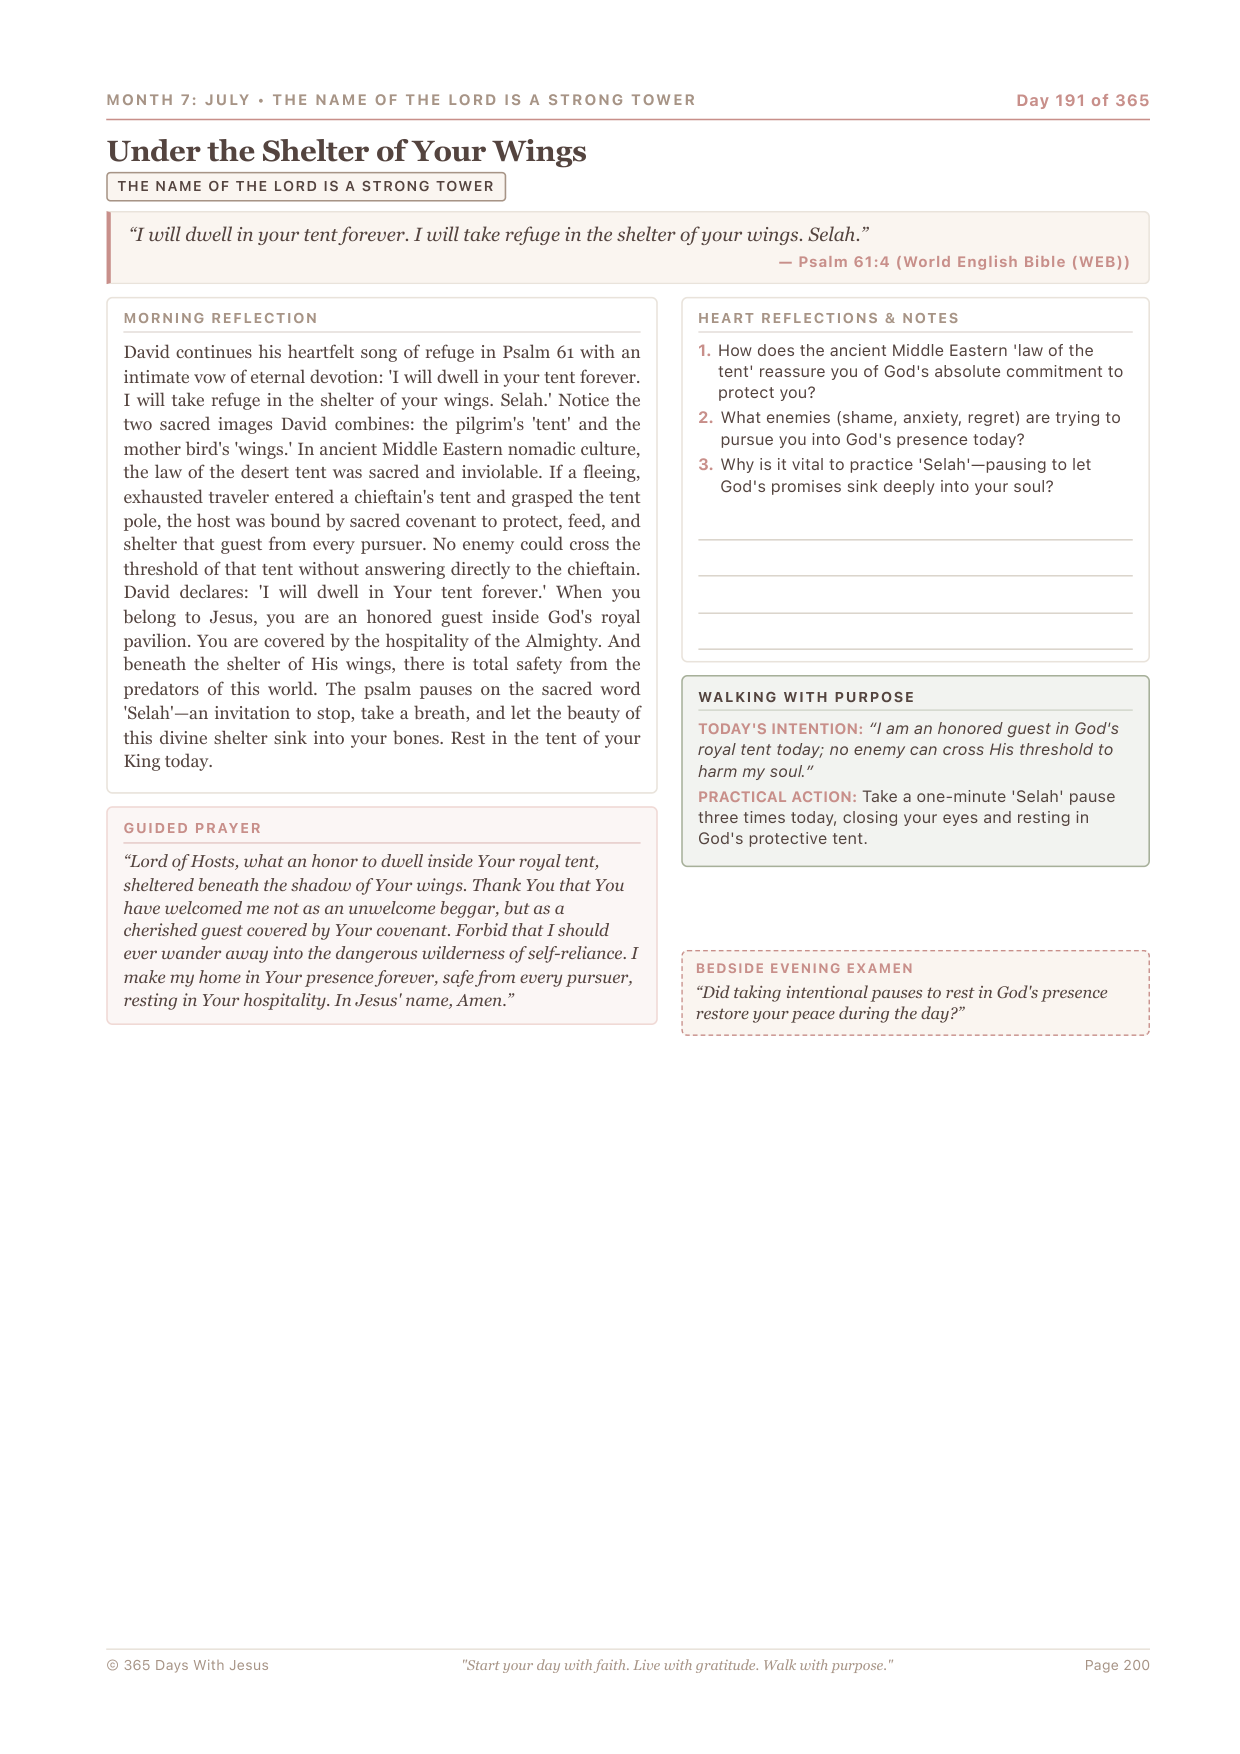 MONTH 7: JULY • THE NAME OF THE LORD IS A STRONG TOWER
Day 191 of 365
Under the Shelter of Your Wings
THE NAME OF THE LORD IS A STRONG TOWER
“I will dwell in your tent forever. I will take refuge in the shelter of your wings. Selah.”
— Psalm 61:4 (World English Bible (WEB))
MORNING REFLECTION
David continues his heartfelt song of refuge in Psalm 61 with an
intimate vow of eternal devotion: 'I will dwell in your tent forever.
I will take refuge in the shelter of your wings. Selah.' Notice the
two sacred images David combines: the pilgrim's 'tent' and the
mother bird's 'wings.' In ancient Middle Eastern nomadic culture,
the law of the desert tent was sacred and inviolable. If a fleeing,
exhausted traveler entered a chieftain's tent and grasped the tent
pole, the host was bound by sacred covenant to protect, feed, and
shelter that guest from every pursuer. No enemy could cross the
threshold of that tent without answering directly to the chieftain.
David declares: 'I will dwell in Your tent forever.' When you
belong to Jesus, you are an honored guest inside God's royal
pavilion. You are covered by the hospitality of the Almighty. And
beneath the shelter of His wings, there is total safety from the
predators of this world. The psalm pauses on the sacred word
'Selah'—an invitation to stop, take a breath, and let the beauty of
this divine shelter sink into your bones. Rest in the tent of your
King today.
GUIDED PRAYER
“Lord of Hosts, what an honor to dwell inside Your royal tent,
sheltered beneath the shadow of Your wings. Thank You that You
have welcomed me not as an unwelcome beggar, but as a
cherished guest covered by Your covenant. Forbid that I should
ever wander away into the dangerous wilderness of self-reliance. I
make my home in Your presence forever, safe from every pursuer,
resting in Your hospitality. In Jesus' name, Amen.”
HEART REFLECTIONS & NOTES
1. How does the ancient Middle Eastern 'law of the
tent' reassure you of God's absolute commitment to
protect you?
2. What enemies (shame, anxiety, regret) are trying to
pursue you into God's presence today?
3. Why is it vital to practice 'Selah'—pausing to let
God's promises sink deeply into your soul?
WALKING WITH PURPOSE
TODAY'S INTENTION: “I am an honored guest in God's
royal tent today; no enemy can cross His threshold to
harm my soul.”
PRACTICAL ACTION: Take a one-minute 'Selah' pause
three times today, closing your eyes and resting in
God's protective tent.
BEDSIDE EVENING EXAMEN
“Did taking intentional pauses to rest in God's presence
restore your peace during the day?”
© 365 Days With Jesus
"Start your day with faith. Live with gratitude. Walk with purpose."
Page 200